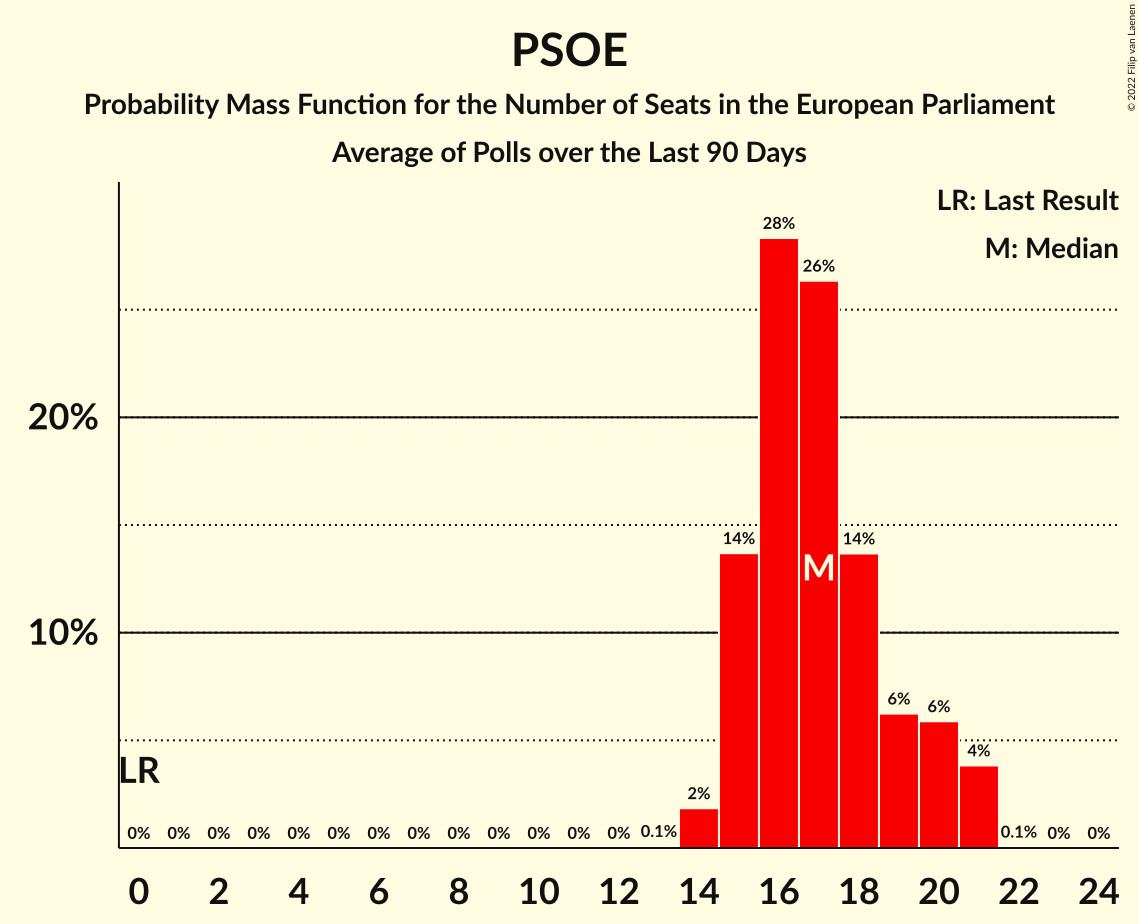 PSOE
Probability Mass Function for the Number of Seats in the European Parliament
Average of Polls over the Last 90 Days
© 2022 Filip van Laenen
LR: Last Result
M: Median
28%
26%
20%
14%
14%
M
10%
6%
6%
4%
LR
2%
0% 0% 0% 0% 0% 0% 0% 0% 0% 0% 0% 0% 0% 0.1% 0.1% 0% 0%
0 2 4 6 8 10 12 14 16 18 20 22 24